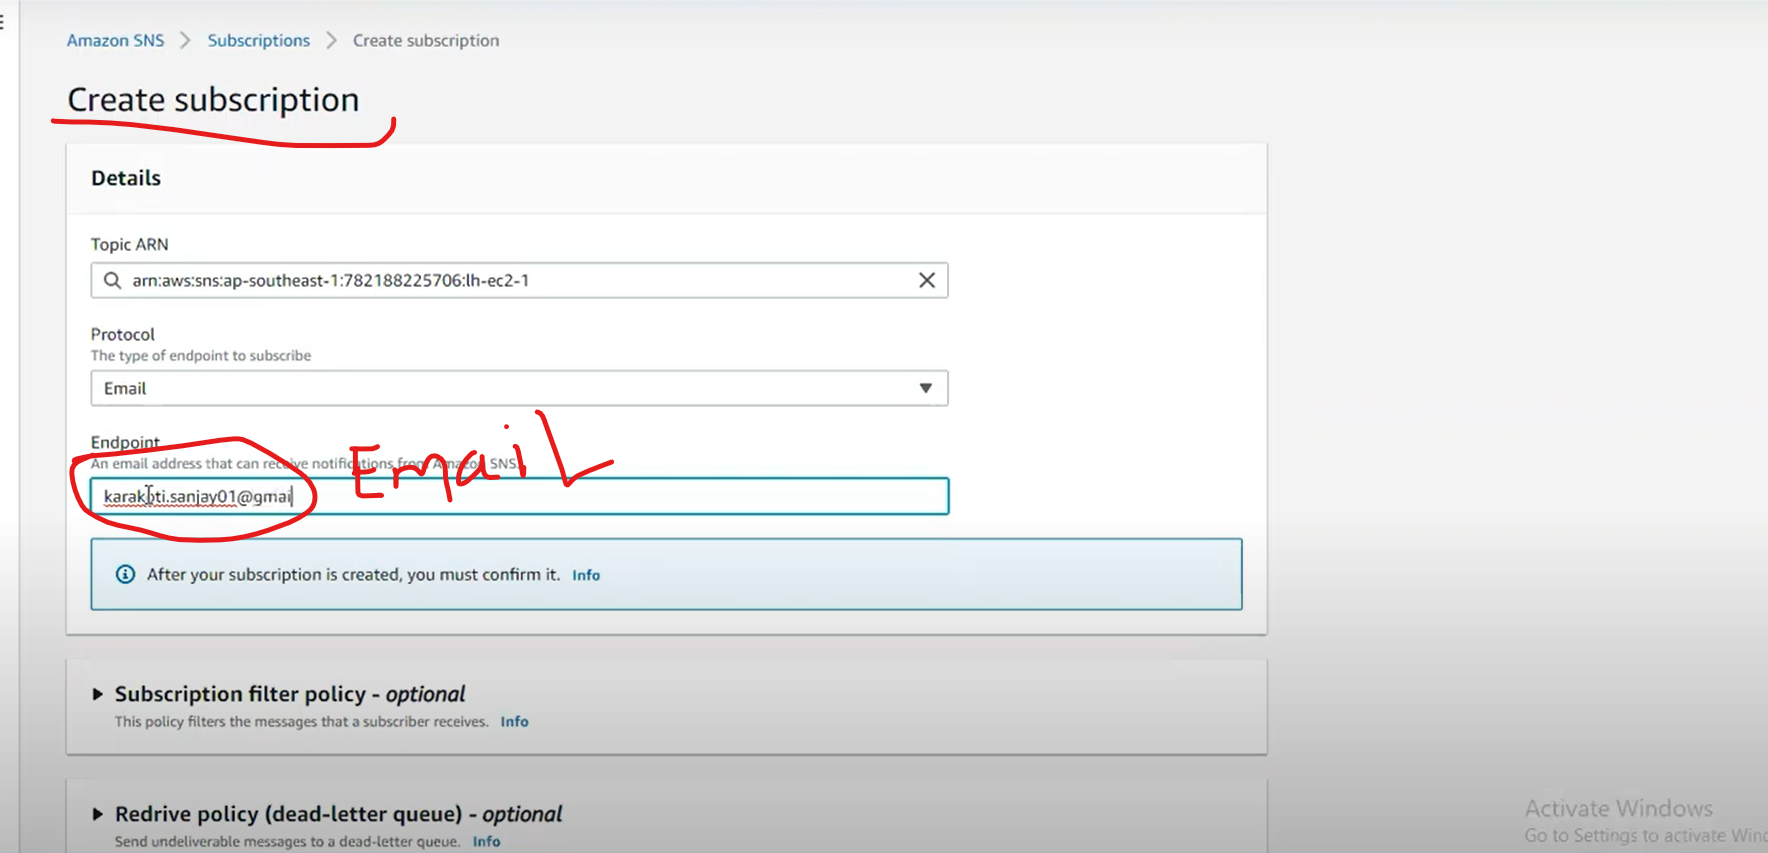 Amazon SNS > Subscriptions > Create subscription
Create subscription
Details
Topic ARN
arn:aws:sns:ap-southeast-1:782188225706:lh-ec2-1
Protocol
The type of endpoint to subscribe
Email
Endpoint
An email address that can receive notifications from Amazon SNS.
Email
karakoti.sanjay01@gmai
After your subscription is created, you must confirm it. Info
Subscription filter policy - optional
This policy filters the messages that a subscriber receives. Info
Redrive policy (dead-letter queue) - optional
Send undeliverable messages to a dead-letter queue. Info
Activate Windows
Go to Settings to activate Win